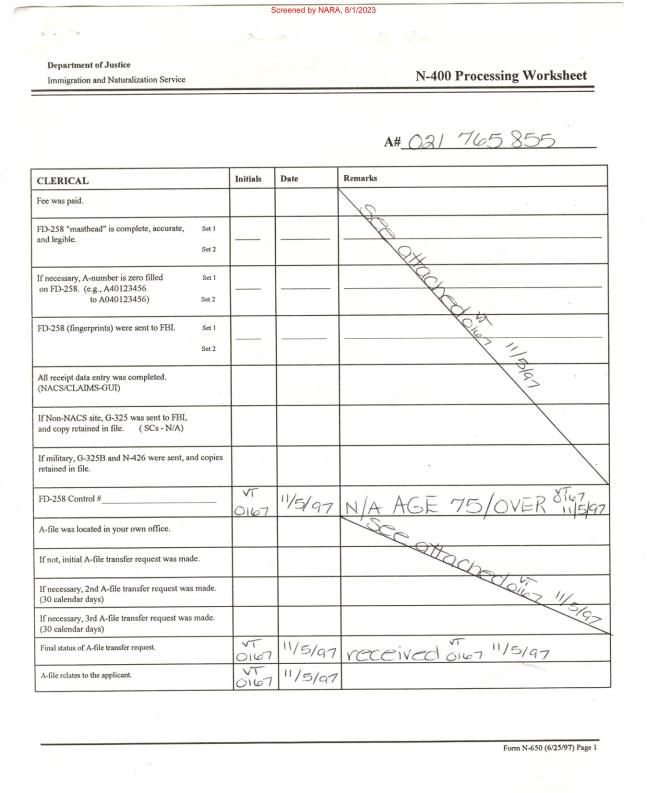 Screened by NARA, 8/1/2023
Department of Justice
Immigration and Naturalization Service
N-400 Processing Worksheet
A# 021 765 855
CLERICAL Initials Date Remarks
Fee was paid.
FD-258 "masthead" is complete, accurate, Set 1
and legible.
Set 2
See attached VT 0167 11/5/97
If necessary, A-number is zero filled Set 1
on FD-258. (e.g., A40123456
to A040123456) Set 2
FD-258 (fingerprints) were sent to FBI. Set 1
Set 2
All receipt data entry was completed.
(NACS/CLAIMS-GUI)
If Non-NACS site, G-325 was sent to FBI,
and copy retained in file. ( SCs - N/A)
If military, G-325B and N-426 were sent, and copies
retained in file.
FD-258 Control # VT 0167 11/5/97 N/A AGE 75/OVER VT 0167 11/5/97
A-file was located in your own office.
See attached VT 0167 11/5/97
If not, initial A-file transfer request was made.
If necessary, 2nd A-file transfer request was made.
(30 calendar days)
If necessary, 3rd A-file transfer request was made.
(30 calendar days)
Final status of A-file transfer request. VT 0167 11/5/97 received VT 0167 11/5/97
A-file relates to the applicant. VT 0167 11/5/97
Form N-650 (6/25/97) Page 1